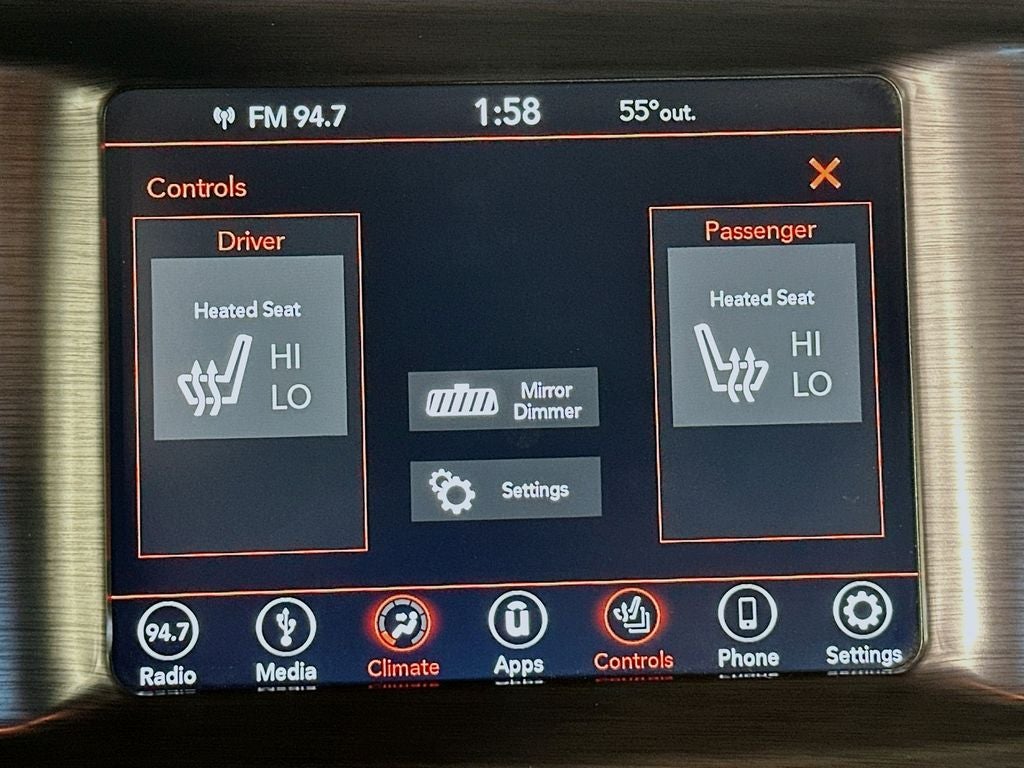 FM 94.7 1:58 55°out.
Controls
Driver
Heated Seat
HI
LO
Mirror
Dimmer
Settings
Passenger
Heated Seat
HI
LO
94.7
Radio Media Climate Apps Controls Phone Settings